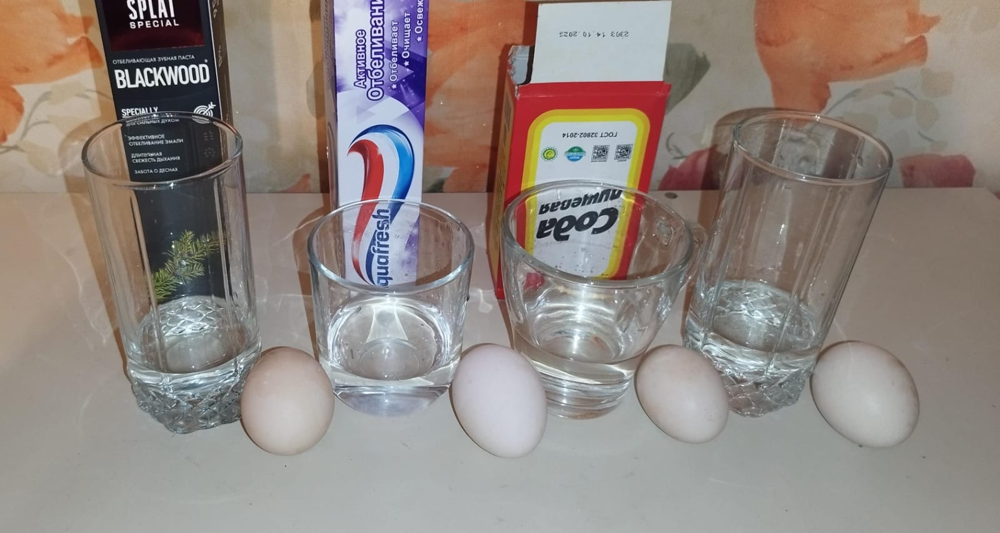 SPLAT
SPECIAL
ОТБЕЛИВАЮЩАЯ ЗУБНАЯ ПАСТА
BLACKWOOD
SPECIALLY
ДЛЯ СИЛЬНЫХ ДУХОМ
ЭФФЕКТИВНОЕ
ОТБЕЛИВАНИЕ ЭМАЛИ
ДЛИТЕЛЬНАЯ
СВЕЖЕСТЬ ДЫХАНИЯ
ЗАБОТА О ДЕСНАХ
Активное
Отбеливани
★ Отбеливает
★ Очищает
★ Освеж
quafresh
2303 14.10.2023
ГОСТ 32802-2014
Сода
пищевая